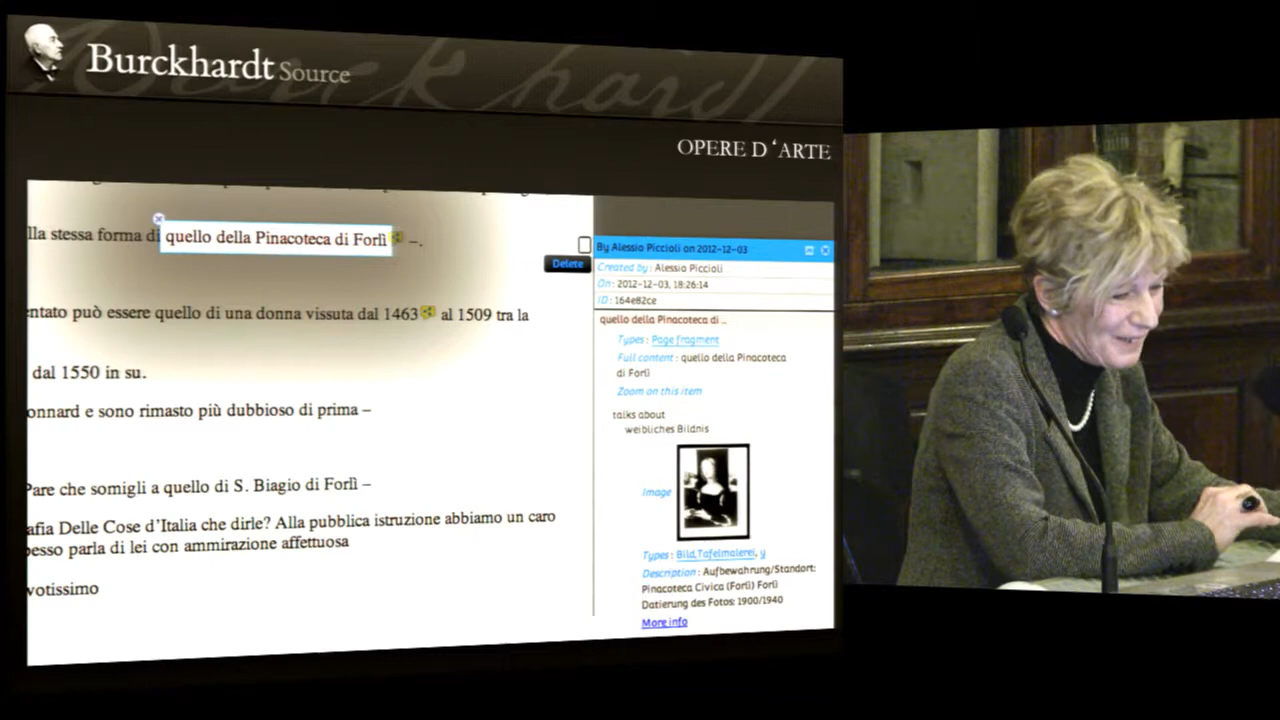 Burckhardt Source
OPERE D'ARTE
lla stessa forma di quello della Pinacoteca di Forlì –.
entato può essere quello di una donna vissuta dal 1463 al 1509 tra la
dal 1550 in su.
onnard e sono rimasto più dubbioso di prima –
Pare che somigli a quello di S. Biagio di Forlì –
afia Delle Cose d'Italia che dirle? Alla pubblica istruzione abbiamo un caro
pesso parla di lei con ammirazione affettuosa
votissimo
Delete
By Alessio Piccioli on 2012-12-03
Created by : Alessio Piccioli
On : 2012-12-03, 18:26:14
ID : 164e82ce
quello della Pinacoteca di ..
Types : Page fragment
Full content : quello della Pinacoteca
di Forlì
Zoom on this item
talks about
weibliches Bildnis
Image
Types : Bild,Tafelmalerei, y
Description : Aufbewahrung/Standort:
Pinacoteca Civica (Forlì) Forlì
Datierung des Fotos: 1900/1940
More info